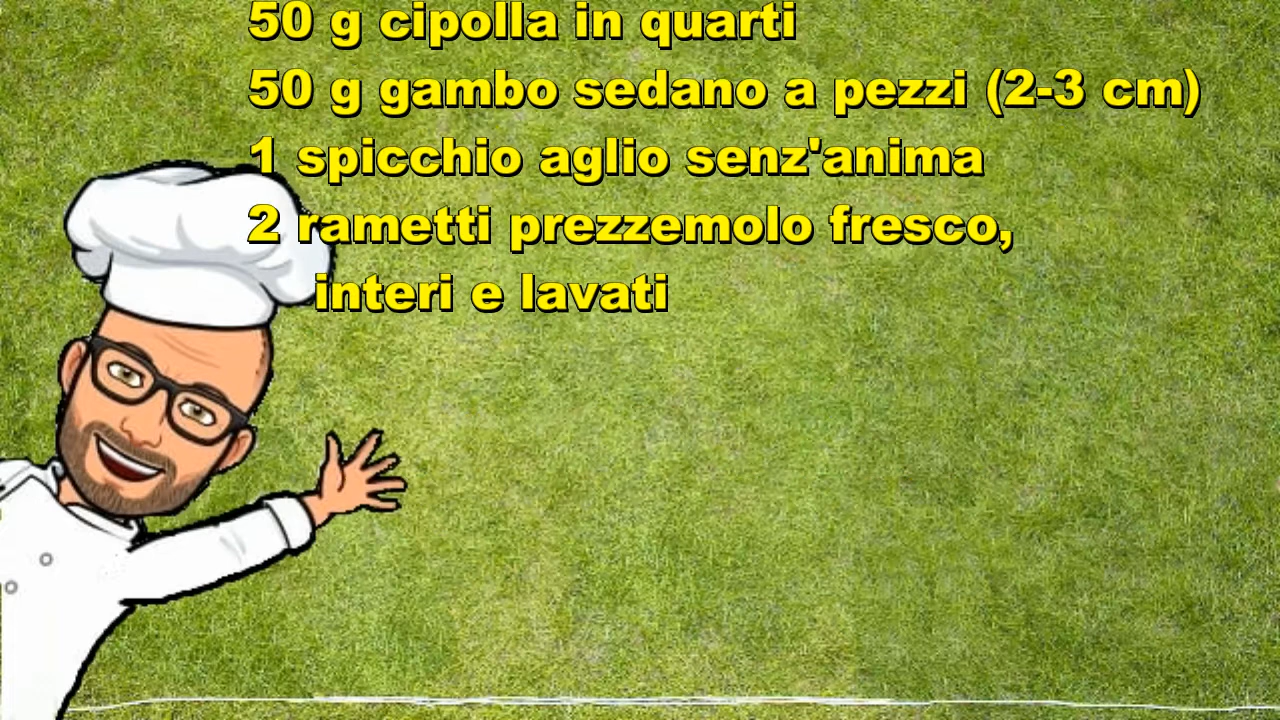 50 g cipolla in quarti
50 g gambo sedano a pezzi (2-3 cm)
1 spicchio aglio senz'anima
2 rametti prezzemolo fresco,
interi e lavati